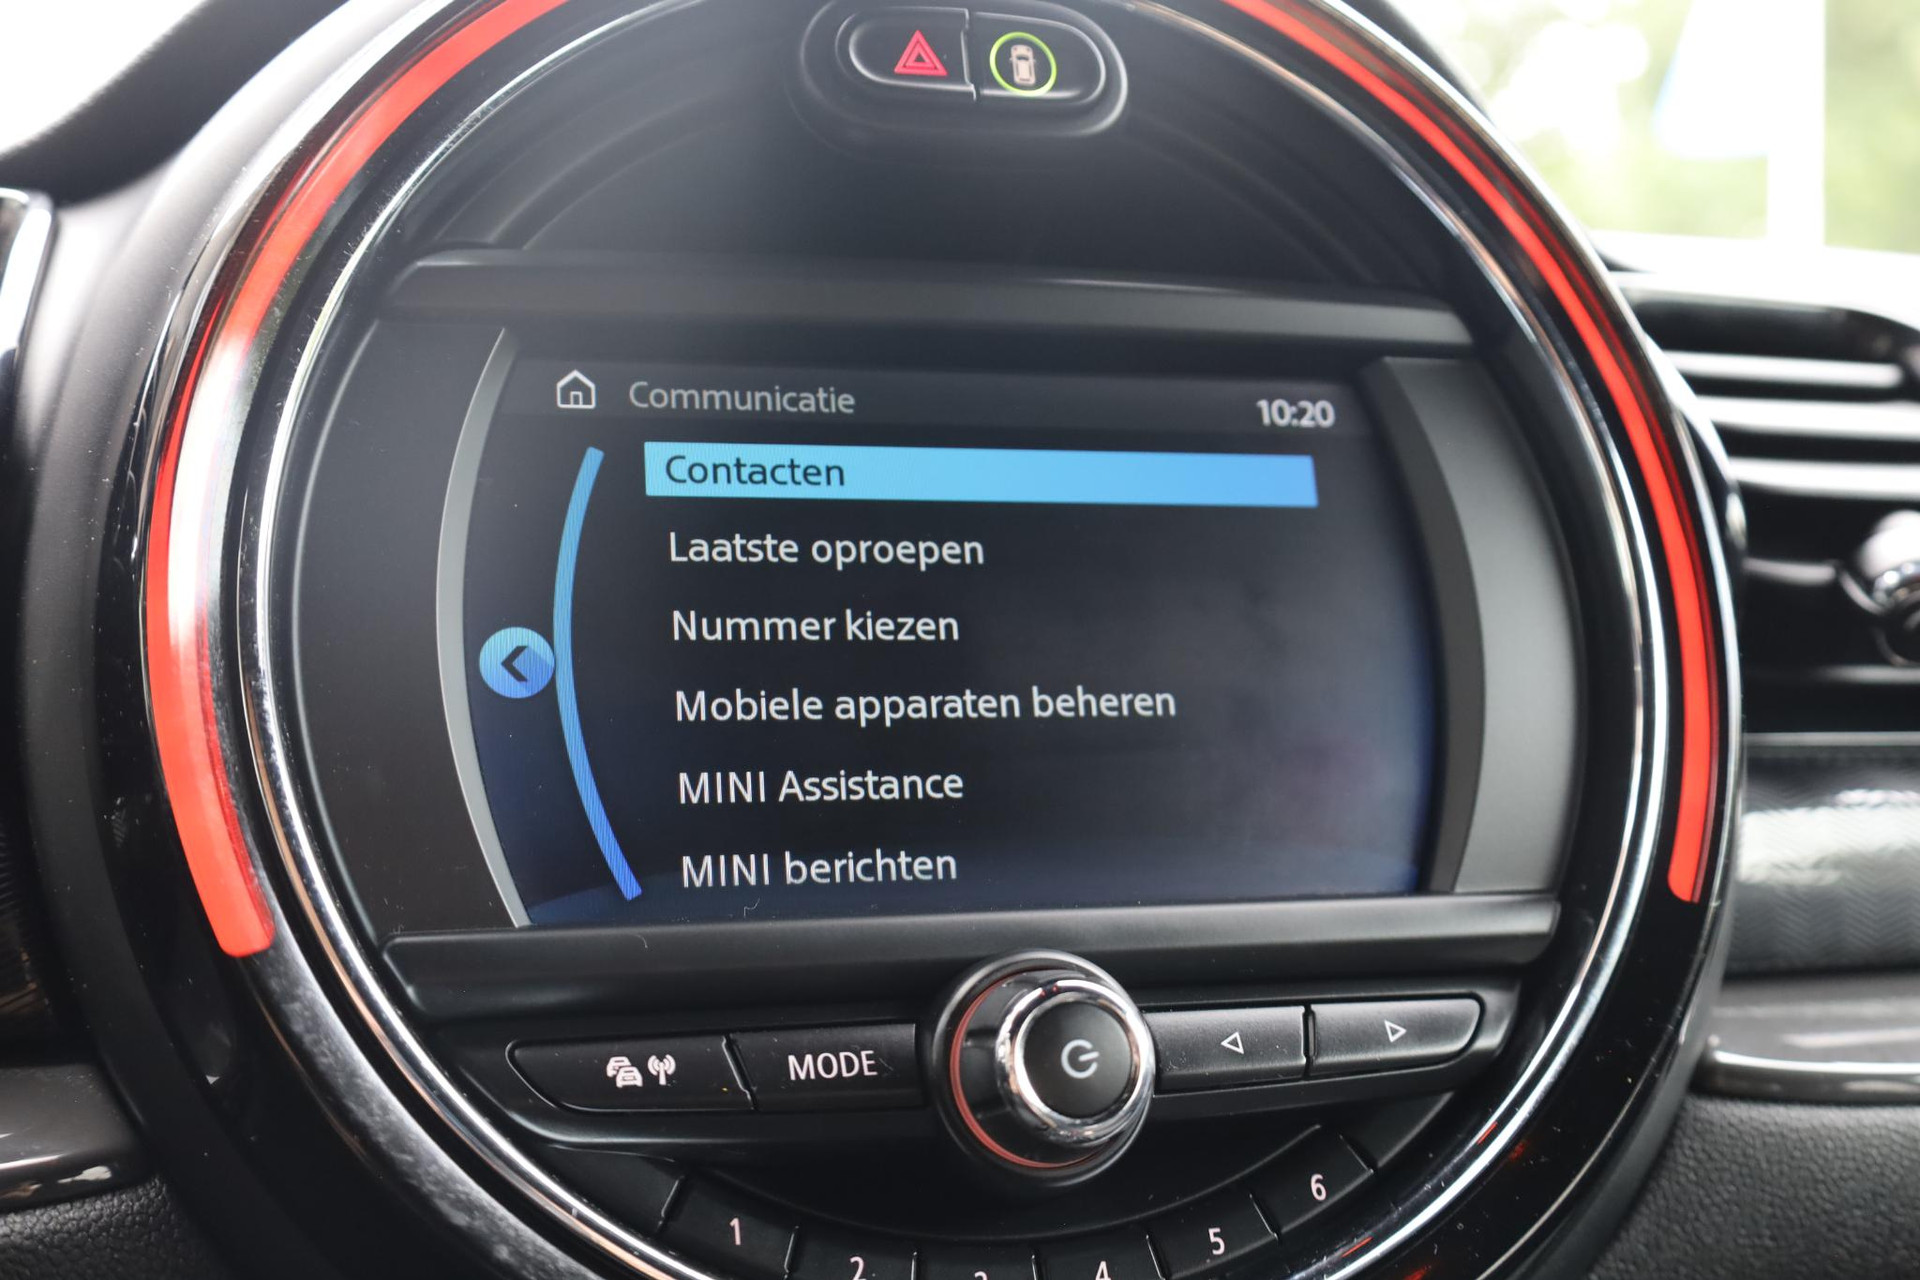 Communicatie 10:20
Contacten
Laatste oproepen
Nummer kiezen
Mobiele apparaten beheren
MINI Assistance
MINI berichten
MODE
1 2 3 4 5 6